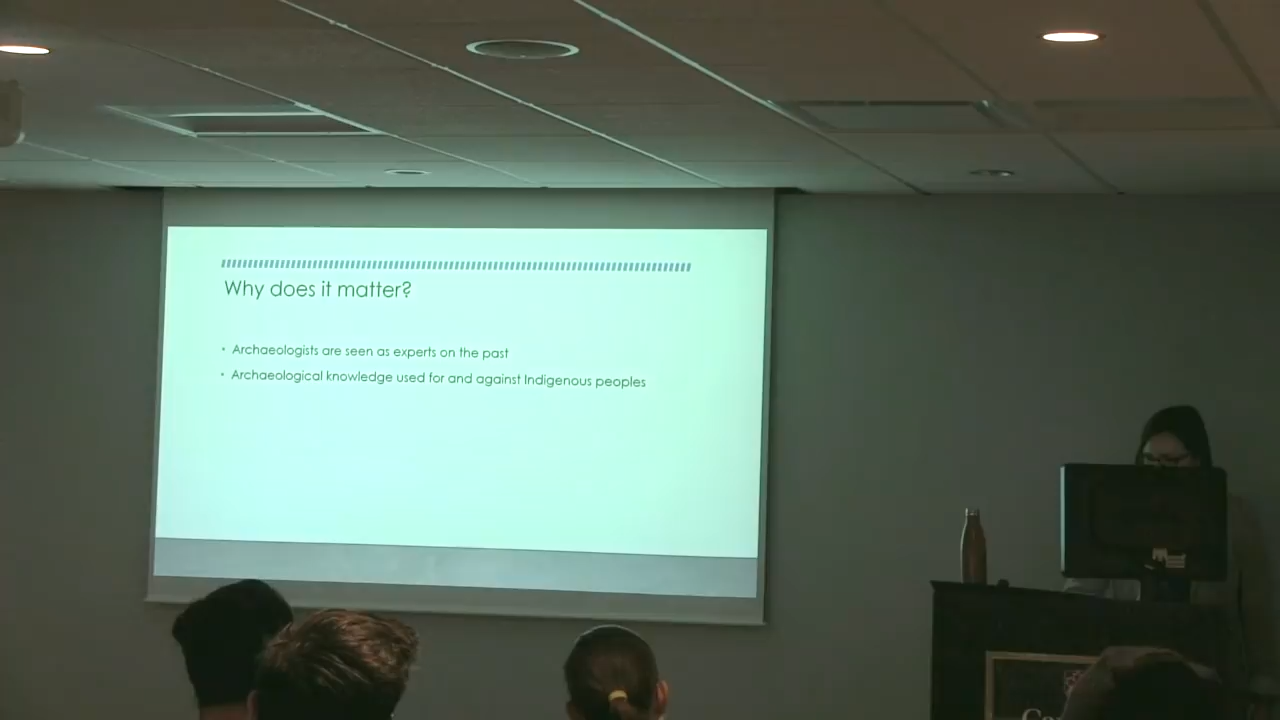 Why does it matter?
• Archaeologists are seen as experts on the past
• Archaeological knowledge used for and against Indigenous peoples